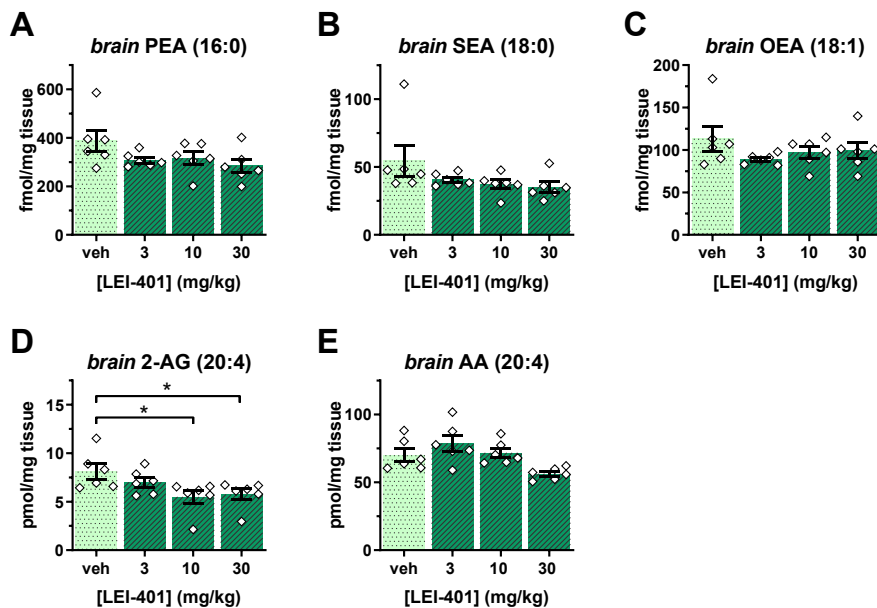 A
brain PEA (16:0)
fmol/mg tissue
600
400
200
0
veh 3 10 30
[LEI-401] (mg/kg)
B
brain SEA (18:0)
fmol/mg tissue
100
50
0
veh 3 10 30
[LEI-401] (mg/kg)
C
brain OEA (18:1)
fmol/mg tissue
200
150
100
50
0
veh 3 10 30
[LEI-401] (mg/kg)
D
brain 2-AG (20:4)
pmol/mg tissue
15
10
5
0
*
*
veh 3 10 30
[LEI-401] (mg/kg)
E
brain AA (20:4)
pmol/mg tissue
100
50
0
veh 3 10 30
[LEI-401] (mg/kg)